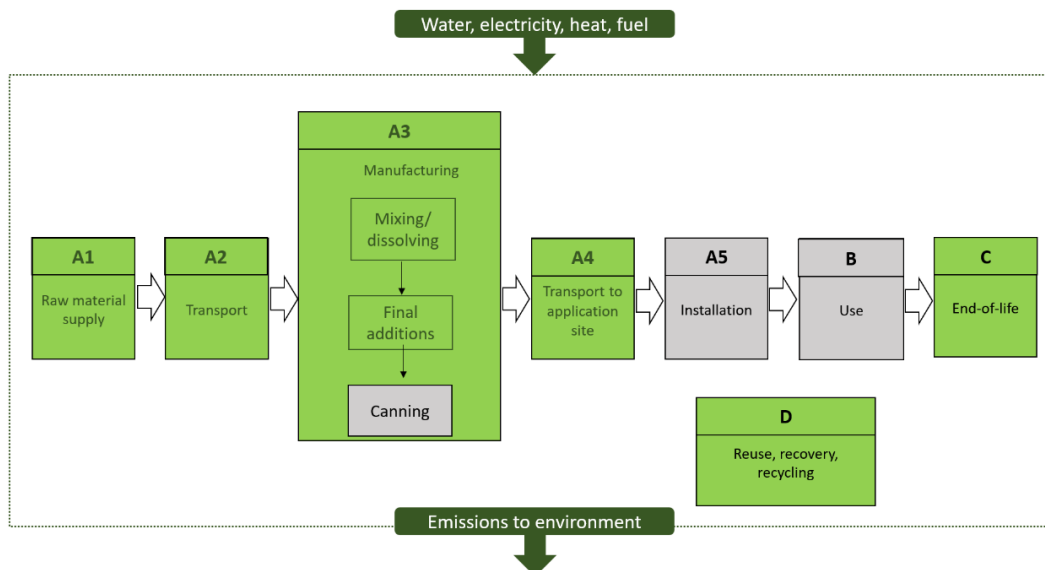 Water, electricity, heat, fuel
A3
Manufacturing
Mixing/
dissolving
Final
additions
Canning
A1
Raw material
supply
A2
Transport
A4
Transport to
application
site
A5
Installation
B
Use
C
End-of-life
D
Reuse, recovery,
recycling
Emissions to environment